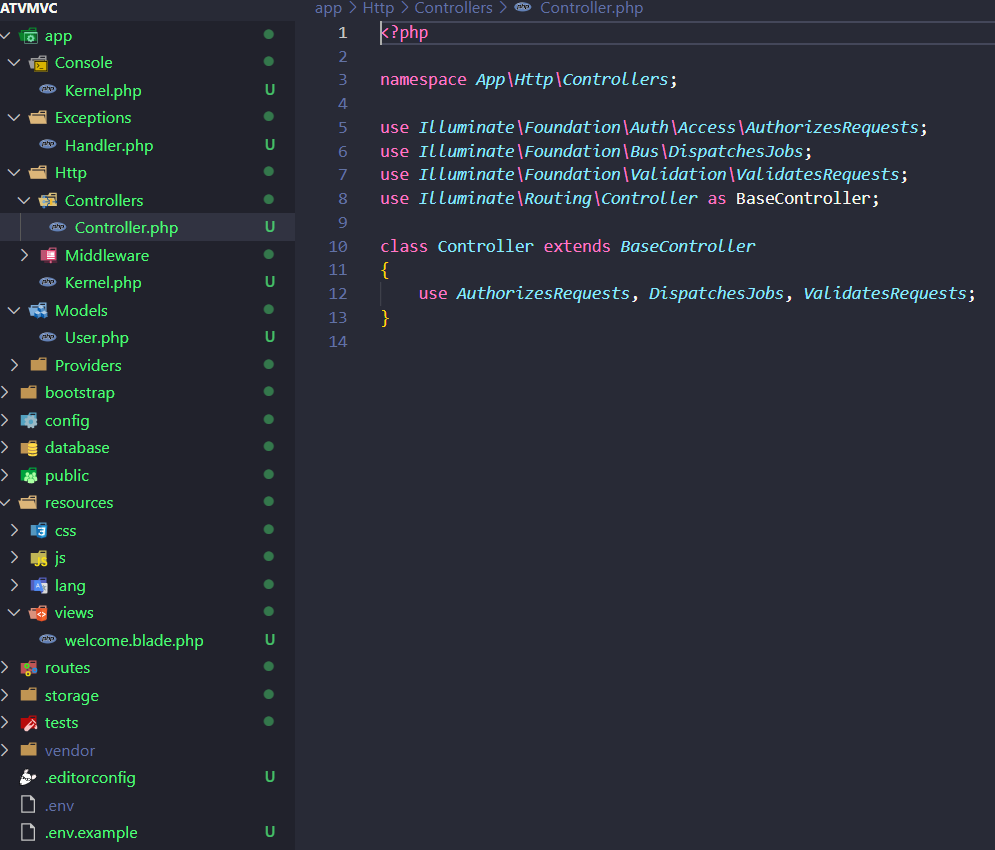 ATVMVC
app
Console
Kernel.php U
Exceptions
Handler.php U
Http
Controllers
Controller.php U
Middleware
Kernel.php U
Models
User.php U
Providers
bootstrap
config
database
public
resources
css
js
lang
views
welcome.blade.php U
routes
storage
tests
vendor
.editorconfig U
.env
.env.example U
app > Http > Controllers > Controller.php
1 <?php
2
3 namespace App\Http\Controllers;
4
5 use Illuminate\Foundation\Auth\Access\AuthorizesRequests;
6 use Illuminate\Foundation\Bus\DispatchesJobs;
7 use Illuminate\Foundation\Validation\ValidatesRequests;
8 use Illuminate\Routing\Controller as BaseController;
9
10 class Controller extends BaseController
11 {
12 use AuthorizesRequests, DispatchesJobs, ValidatesRequests;
13 }
14